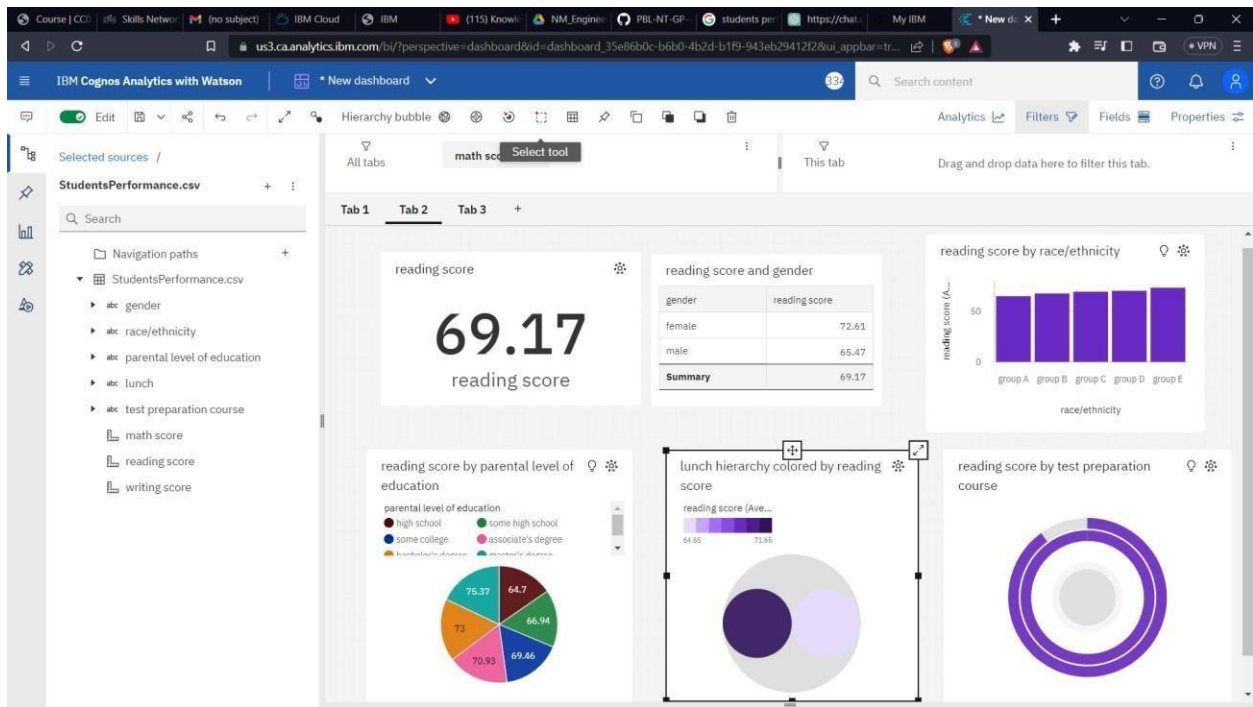 Course | CC
Skills Networ
(no subject)
IBM Cloud
IBM
(115) Knowle
NM_Enginee
PBL-NT-GP-
students per
https://chat.
My IBM
* New da
us3.ca.analytics.ibm.com/bi/?perspective=dashboard&id=dashboard_35e86b0c-b6b0-4b2d-b1f9-943eb29412f2&ui_appbar=tr...
VPN
IBM Cognos Analytics with Watson
* New dashboard
334
Search content
Edit
Hierarchy bubble
Analytics
Filters
Fields
Properties
Selected sources /
StudentsPerformance.csv
Search
Navigation paths
StudentsPerformance.csv
abc gender
abc race/ethnicity
abc parental level of education
abc lunch
abc test preparation course
math score
reading score
writing score
All tabs
math sco
Select tool
This tab
Drag and drop data here to filter this tab.
Tab 1 Tab 2 Tab 3 +
reading score
69.17
reading score
reading score and gender
gender reading score
female 72.61
male 65.47
Summary 69.17
reading score by race/ethnicity
reading score (A...
50
0
group A group B group C group D group E
race/ethnicity
reading score by parental level of
education
parental level of education
high school some high school
some college associate's degree
bachelor's degree master's degree
75.37 64.7
73 66.94
70.93 69.46
lunch hierarchy colored by reading
score
reading score (Ave...
64.65 71.65
reading score by test preparation
course